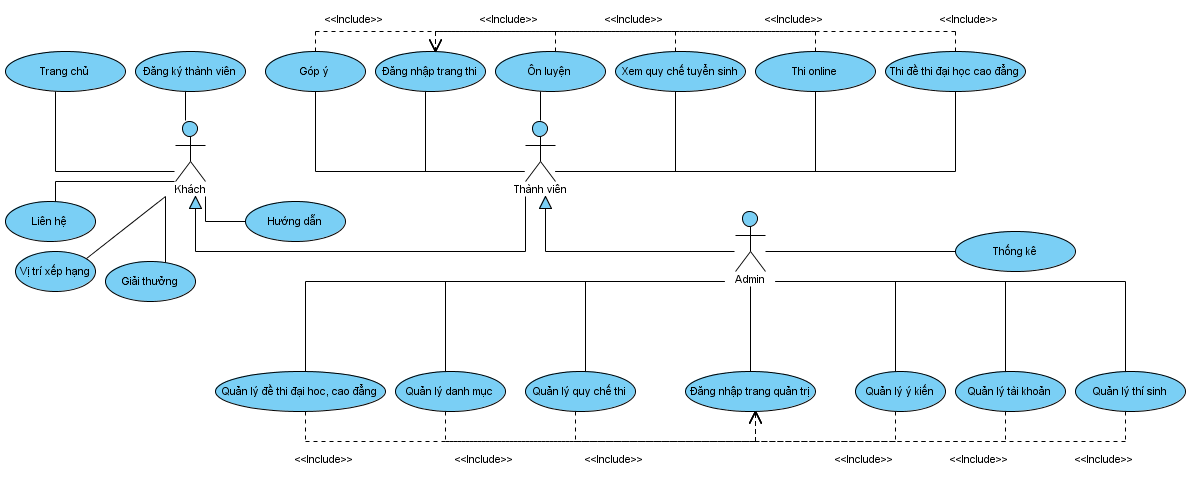 <<Include>> <<Include>> <<Include>> <<Include>> <<Include>>
Trang chủ Đăng ký thành viên Góp ý Đăng nhập trang thi Ôn luyện Xem quy chế tuyển sinh Thi online Thi đề thi đại học cao đẳng
Khách Thành viên
Liên hệ Hướng dẫn
Thống kê
Vị trí xếp hạng
Giải thưởng Admin
Quản lý đề thi đại học, cao đẳng Quản lý danh mục Quản lý quy chế thi Đăng nhập trang quản trị Quản lý ý kiến Quản lý tài khoản Quản lý thí sinh
<<Include>> <<Include>> <<Include>> <<Include>> <<Include>> <<Include>>